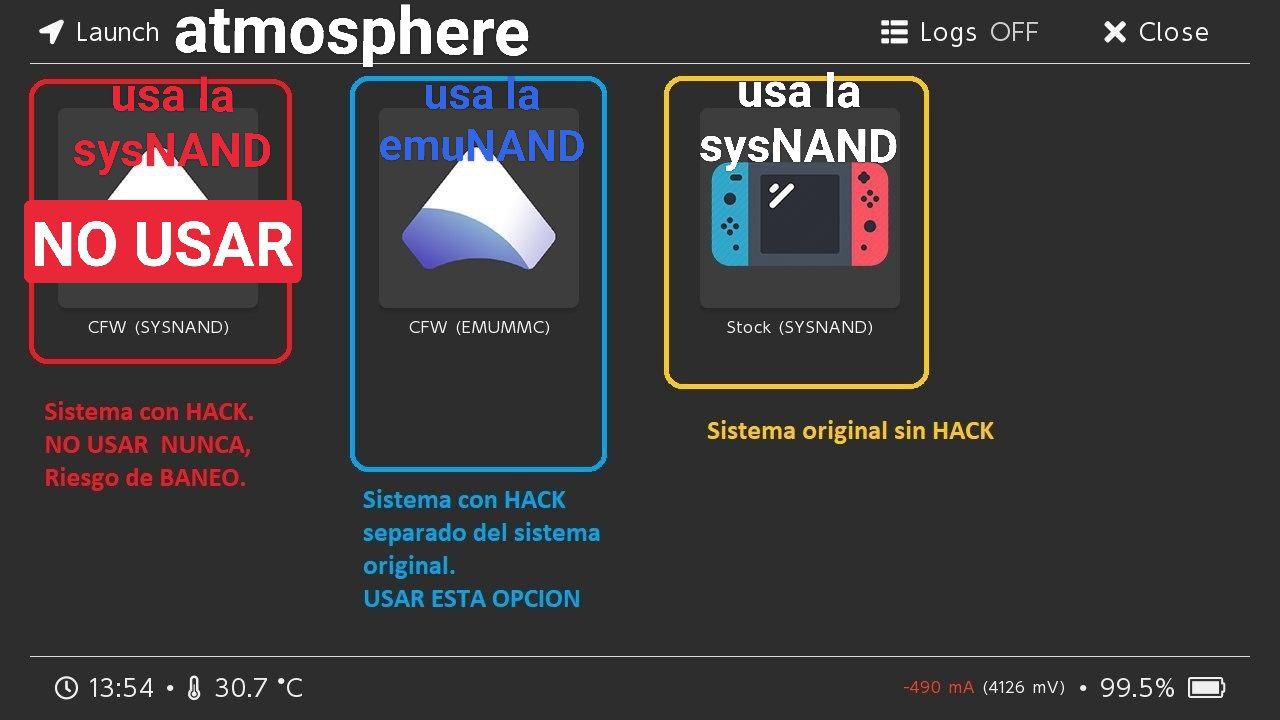 Launch atmosphere
Logs OFF
Close
usa la
sysNAND
NO USAR
CFW (SYSNAND)
Sistema con HACK.
NO USAR NUNCA,
Riesgo de BANEO.
usa la
emuNAND
CFW (EMUMMC)
Sistema con HACK
separado del sistema
original.
USAR ESTA OPCION
usa la
sysNAND
Stock (SYSNAND)
Sistema original sin HACK
13:54 • 30.7 °C
-490 mA (4126 mV) • 99.5%